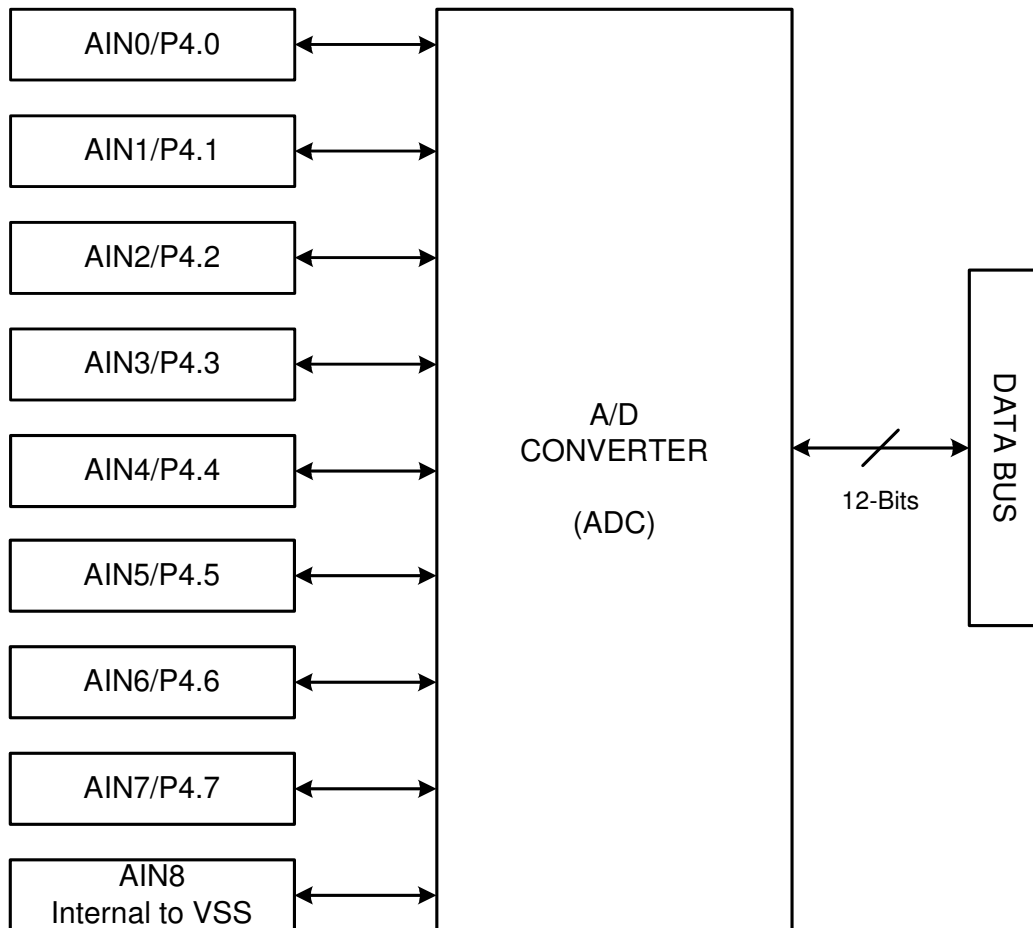 AIN0/P4.0
AIN1/P4.1
AIN2/P4.2
AIN3/P4.3
AIN4/P4.4
AIN5/P4.5
AIN6/P4.6
AIN7/P4.7
AIN8
Internal to VSS
A/D
CONVERTER
(ADC)
12-Bits
DATA BUS